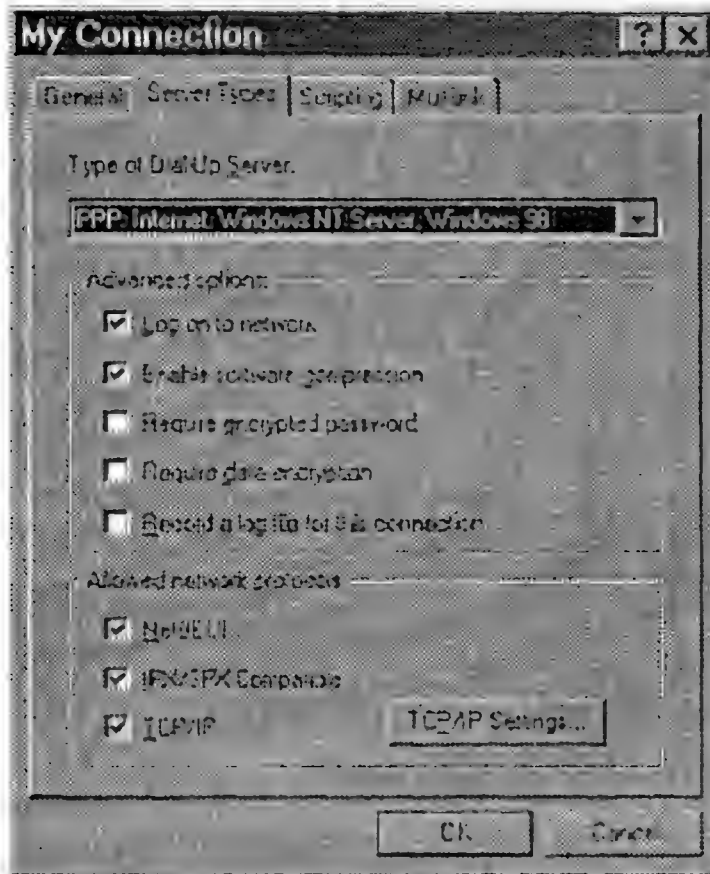 My Connection
General Server Types Scripting Multilink
Type of Dial-Up Server:
PPP: Internet, Windows NT Server, Windows 98
Advanced options:
Log on to network
Enable software compression
Require encrypted password
Require data encryption
Record a log file for this connection
Allowed network protocols
NetBEUI
IPX/SPX Compatible
TCP/IP
TCP/IP Settings...
OK Cancel